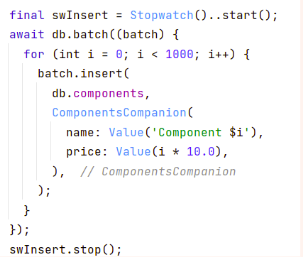 final swInsert = Stopwatch()..start();
await db.batch((batch) {
  for (int i = 0; i < 1000; i++) {
    batch.insert(
      db.components,
      ComponentsCompanion(
        name: Value('Component $i'),
        price: Value(i * 10.0),
      ),  // ComponentsCompanion
    );
  }
});
swInsert.stop();